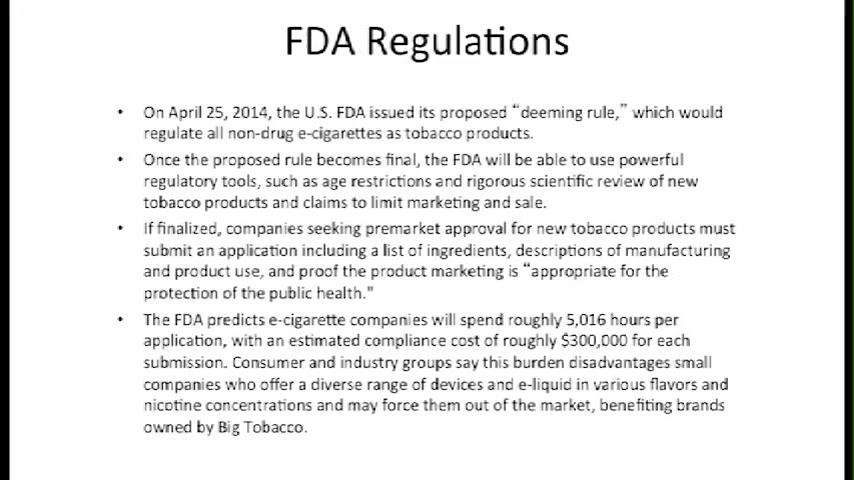 FDA Regulations
• On April 25, 2014, the U.S. FDA issued its proposed “deeming rule,” which would
regulate all non-drug e-cigarettes as tobacco products.
• Once the proposed rule becomes final, the FDA will be able to use powerful
regulatory tools, such as age restrictions and rigorous scientific review of new
tobacco products and claims to limit marketing and sale.
• If finalized, companies seeking premarket approval for new tobacco products must
submit an application including a list of ingredients, descriptions of manufacturing
and product use, and proof the product marketing is “appropriate for the
protection of the public health."
• The FDA predicts e-cigarette companies will spend roughly 5,016 hours per
application, with an estimated compliance cost of roughly $300,000 for each
submission. Consumer and industry groups say this burden disadvantages small
companies who offer a diverse range of devices and e-liquid in various flavors and
nicotine concentrations and may force them out of the market, benefiting brands
owned by Big Tobacco.